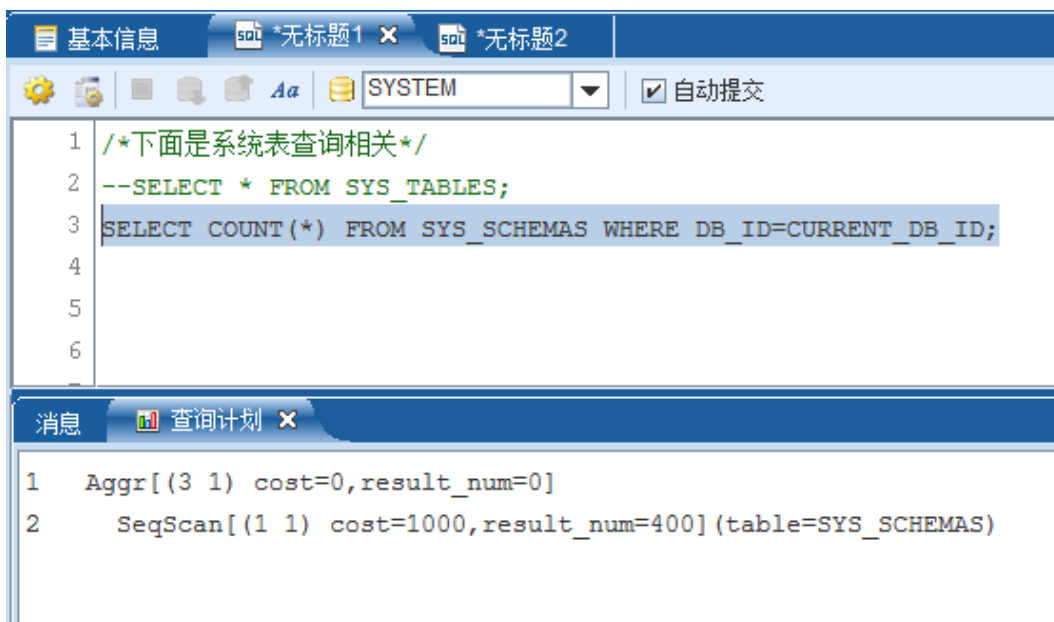 基本信息 *无标题1 *无标题2
Aa SYSTEM 自动提交
1 /*下面是系统表查询相关*/
2 --SELECT * FROM SYS_TABLES;
3 SELECT COUNT(*) FROM SYS_SCHEMAS WHERE DB_ID=CURRENT_DB_ID;
4
5
6
消息 查询计划
1 Aggr[(3 1) cost=0,result_num=0]
2 SeqScan[(1 1) cost=1000,result_num=400](table=SYS_SCHEMAS)